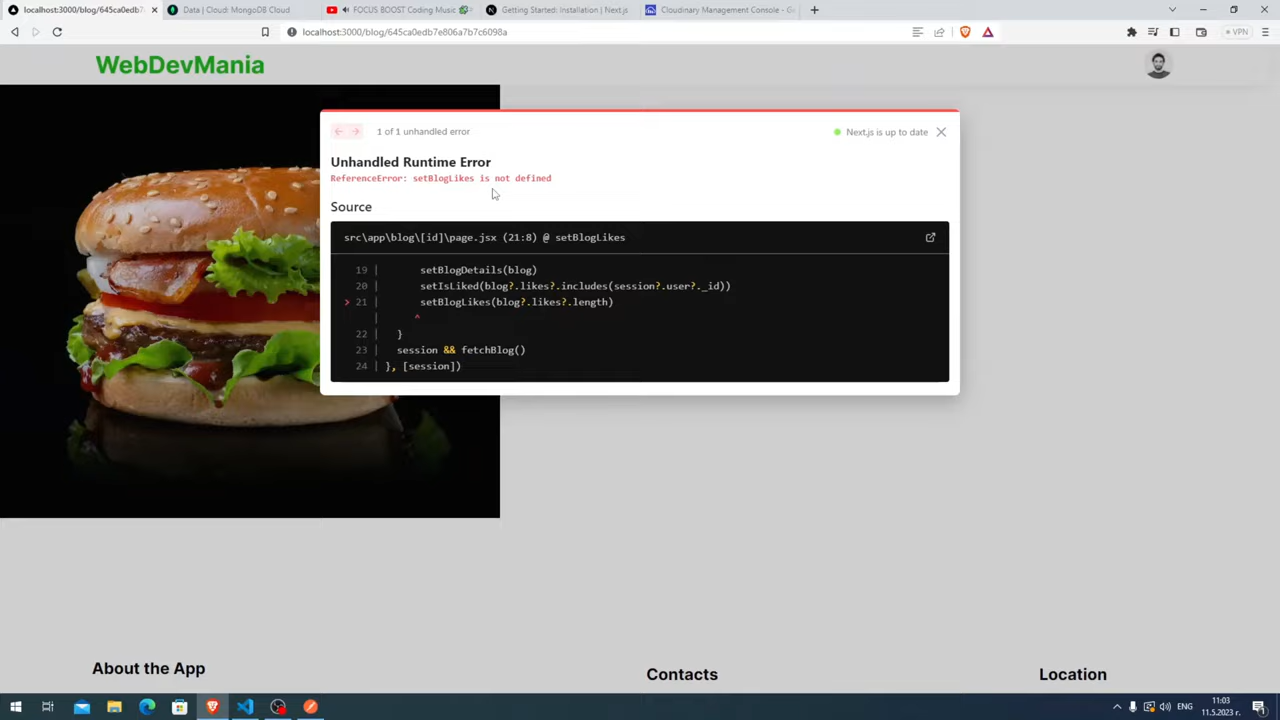 localhost:3000/blog/645ca0edb7e
Data | Cloud: MongoDB Cloud
FOCUS BOOST Coding Music
Getting Started: Installation | Next.js
Cloudinary Management Console - Ge
localhost:3000/blog/645ca0edb7e806a7b7c6098a
VPN
WebDevMania
1 of 1 unhandled error
Next.js is up to date
Unhandled Runtime Error
ReferenceError: setBlogLikes is not defined
Source
src\app\blog\[id]\page.jsx (21:8) @ setBlogLikes
19 | setBlogDetails(blog)
20 | setIsLiked(blog?.likes?.includes(session?.user?._id))
> 21 | setBlogLikes(blog?.likes?.length)
| ^
22 | }
23 | session && fetchBlog()
24 | }, [session])
About the App
Contacts
Location
ENG
11:03
11.5.2023 г.
1